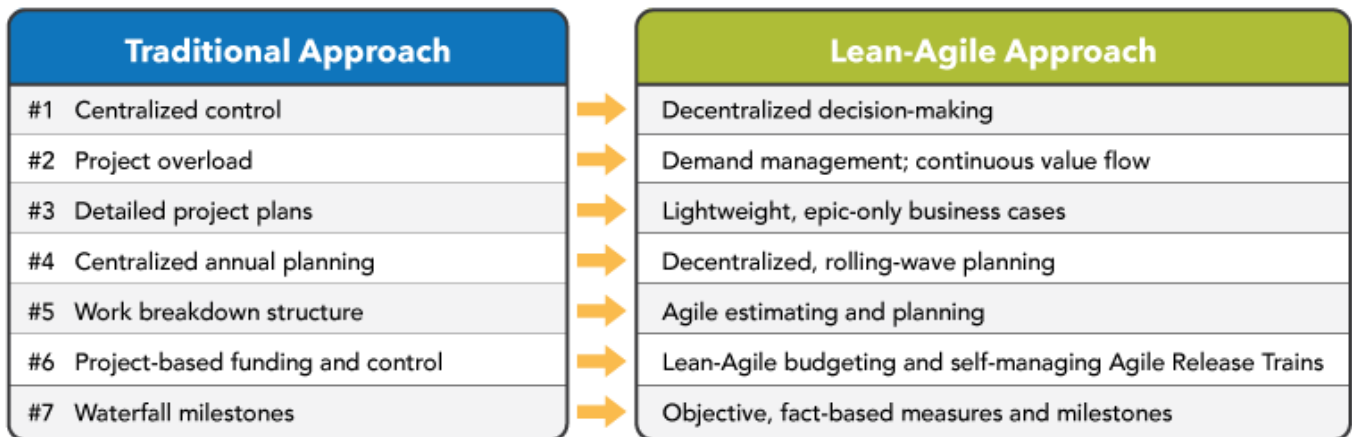 Traditional Approach
Lean-Agile Approach
#1 Centralized control
Decentralized decision-making
#2 Project overload
Demand management; continuous value flow
#3 Detailed project plans
Lightweight, epic-only business cases
#4 Centralized annual planning
Decentralized, rolling-wave planning
#5 Work breakdown structure
Agile estimating and planning
#6 Project-based funding and control
Lean-Agile budgeting and self-managing Agile Release Trains
#7 Waterfall milestones
Objective, fact-based measures and milestones